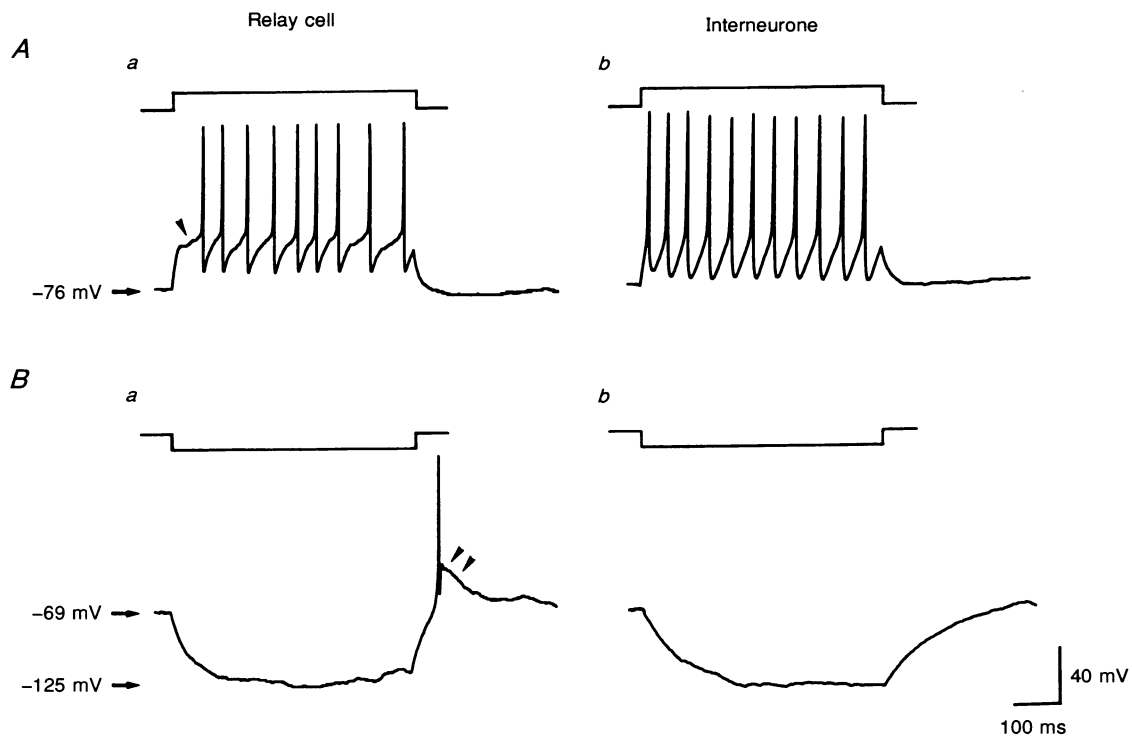 Relay cell
Interneurone
A
a
b
−76 mV
B
a
b
−69 mV
−125 mV
40 mV
100 ms